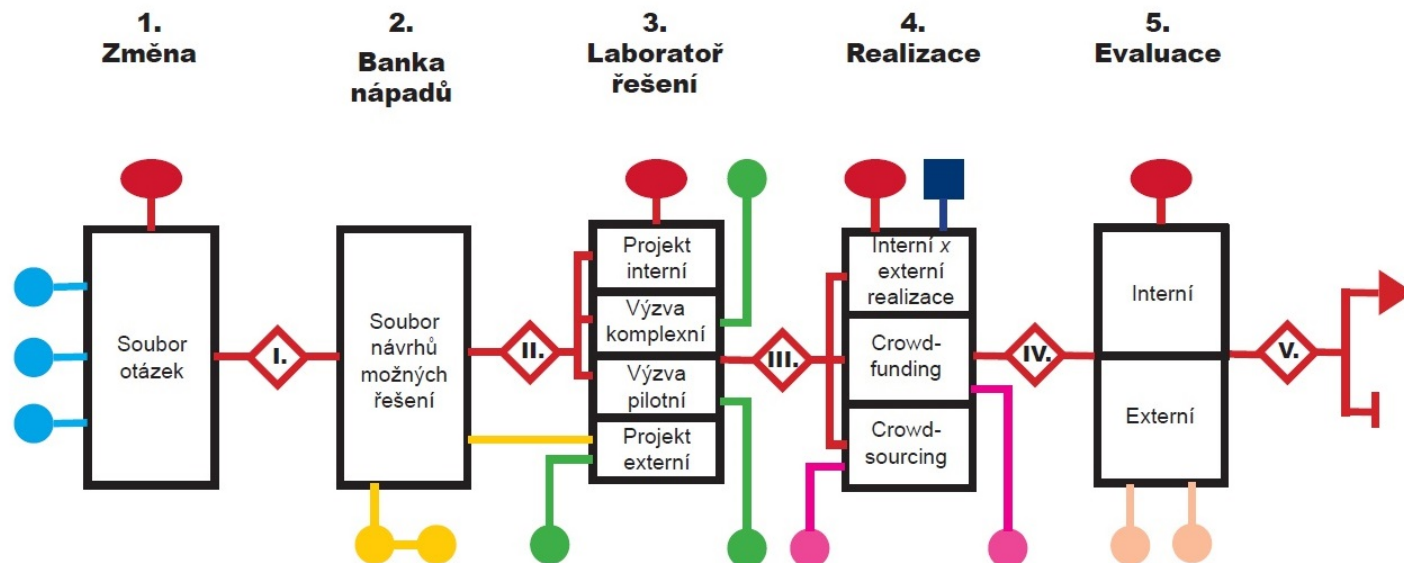 1.
Změna
2.
Banka
nápadů
3.
Laboratoř
řešení
4.
Realizace
5.
Evaluace
Soubor
otázek
I.
Soubor
návrhů
možných
řešení
II.
Projekt
interní
Výzva
komplexní
Výzva
pilotní
Projekt
externí
III.
Interní x
externí
realizace
Crowd-
funding
Crowd-
sourcing
IV.
Interní
Externí
V.